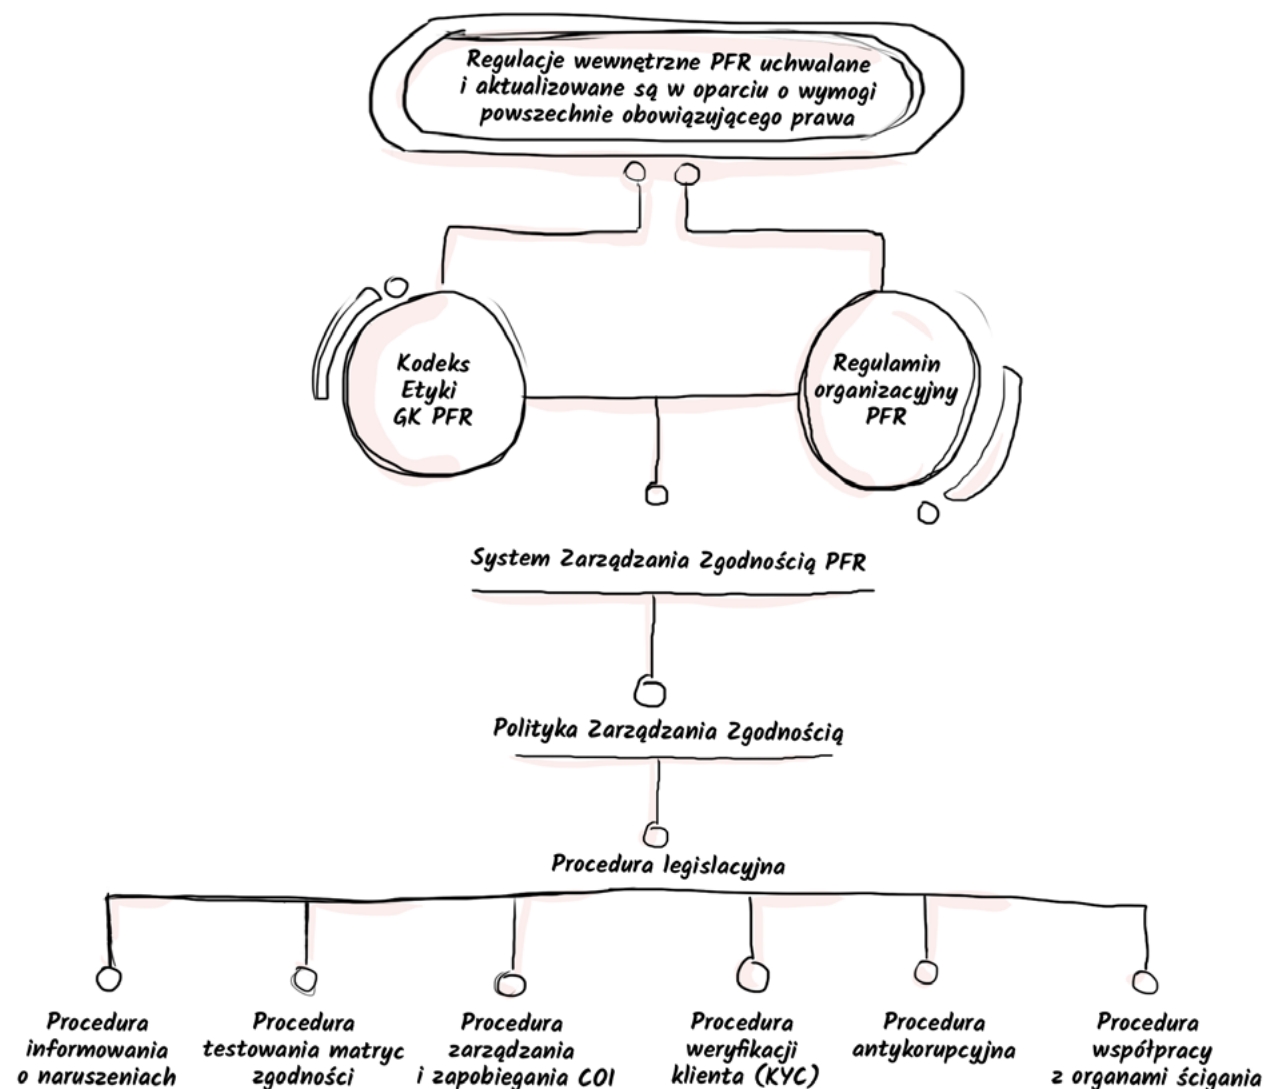 Regulacje wewnętrzne PFR uchwalane
i aktualizowane są w oparciu o wymogi
powszechnie obowiązującego prawa
Kodeks
Etyki
GK PFR
Regulamin
organizacyjny
PFR
System Zarządzania Zgodnością PFR
Polityka Zarządzania Zgodnością
Procedura legislacyjna
Procedura
informowania
o naruszeniach
Procedura
testowania matryc
zgodności
Procedura
zarządzania
i zapobiegania COI
Procedura
weryfikacji
klienta (KYC)
Procedura
antykorupcyjna
Procedura
współpracy
z organami ścigania